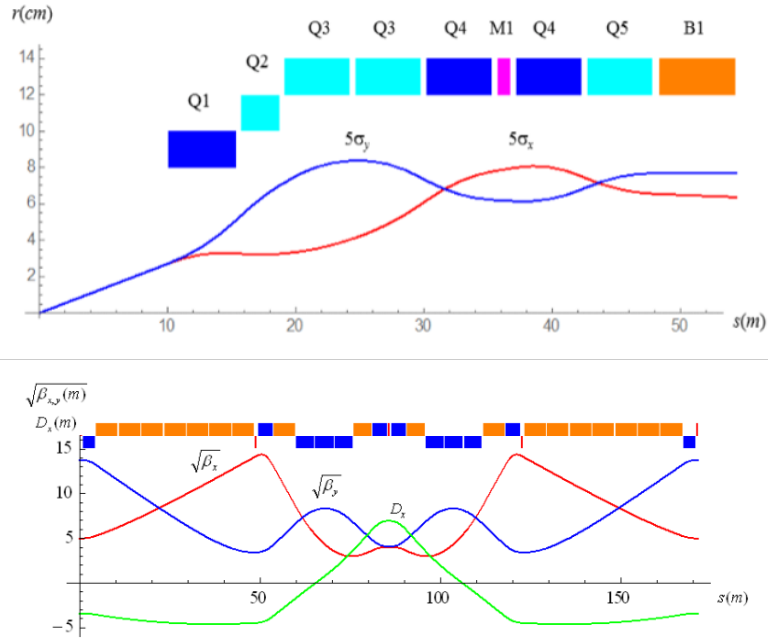 r(cm)
Q3 Q3 Q4 M1 Q4 Q5 B1
Q2
Q1
14
12
10
8
6
4
2
5σy 5σx
10 20 30 40 50 s(m)
√βx,y(m)
Dx(m)
15
10
5
−5
√βx
√βy
Dx
50 100 150 s(m)